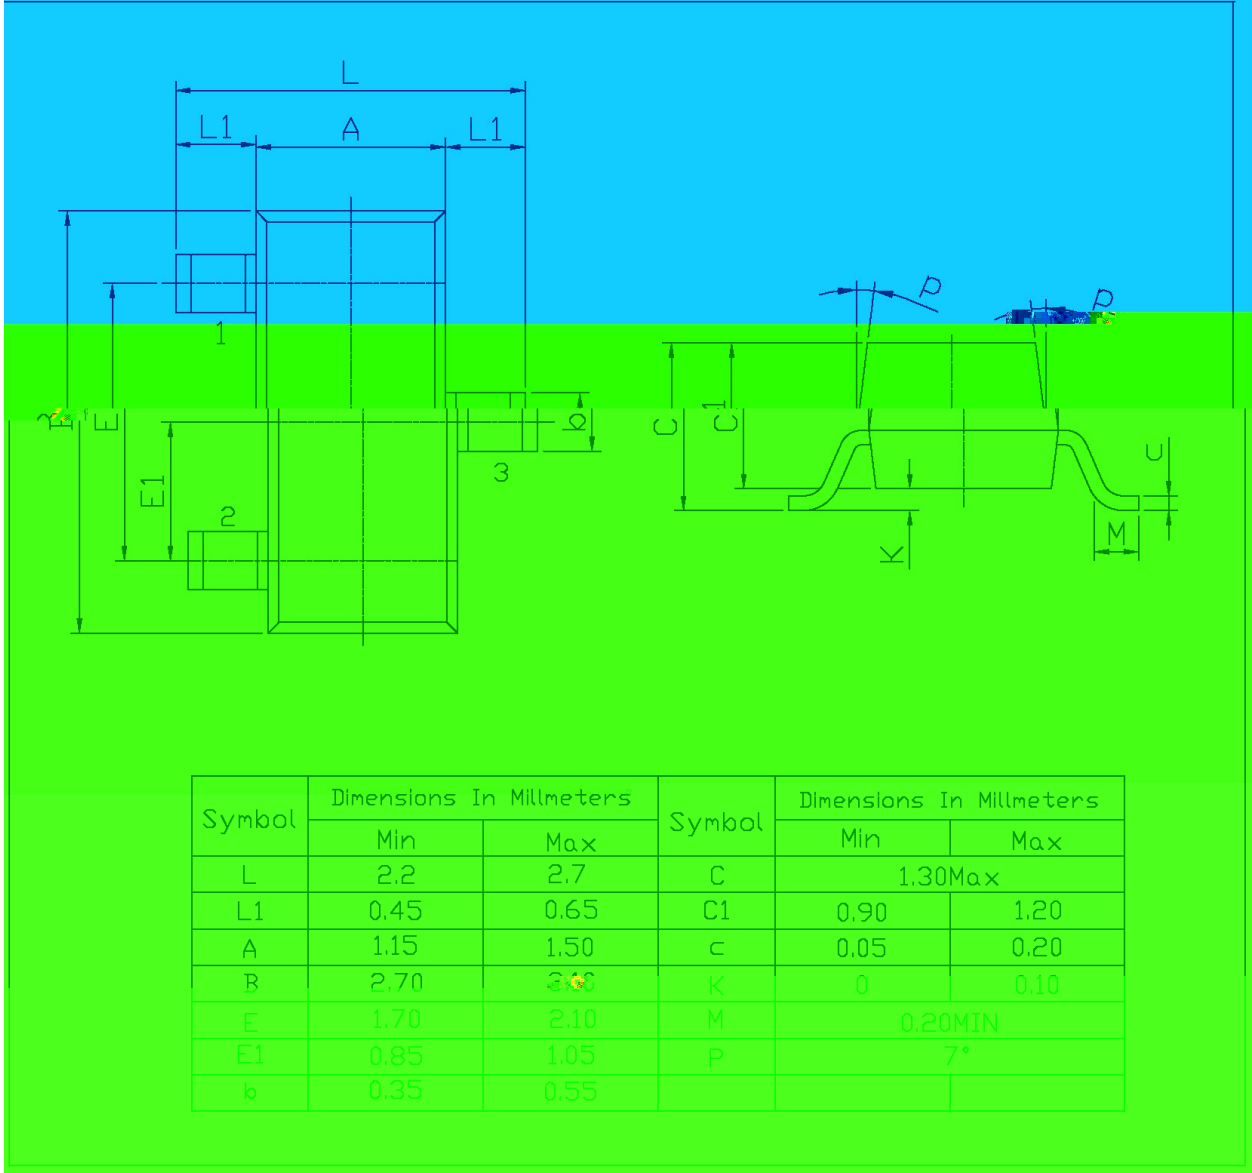 L
L1 A L1
P
P
1
E b C C1
c
3
E1
2
M
K
Symbol Dimensions In Millmeters Symbol Dimensions In Millmeters
Min Max Min Max
L 2.2 2.7 C 1.30Max
L1 0.45 0.65 C1 0.90 1.20
A 1.15 1.50 c 0.05 0.20
B 2.70 K 0 0.10
E 1.70 2.10 M 0.20MIN
E1 0.85 1.05 P 7°
b 0.35 0.55